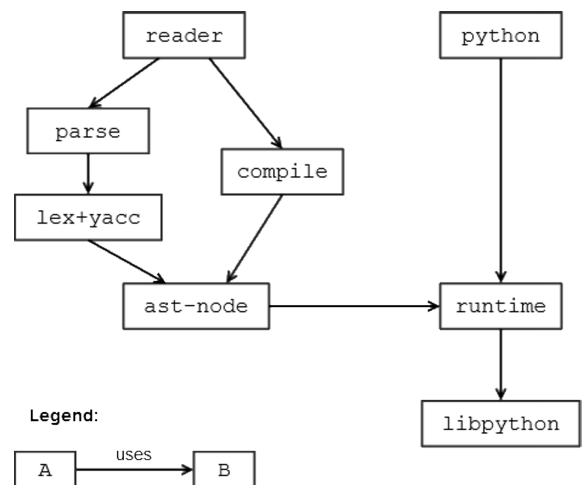 reader
python
parse
compile
lex+yacc
ast-node
runtime
libpython
Legend:
A
uses
B